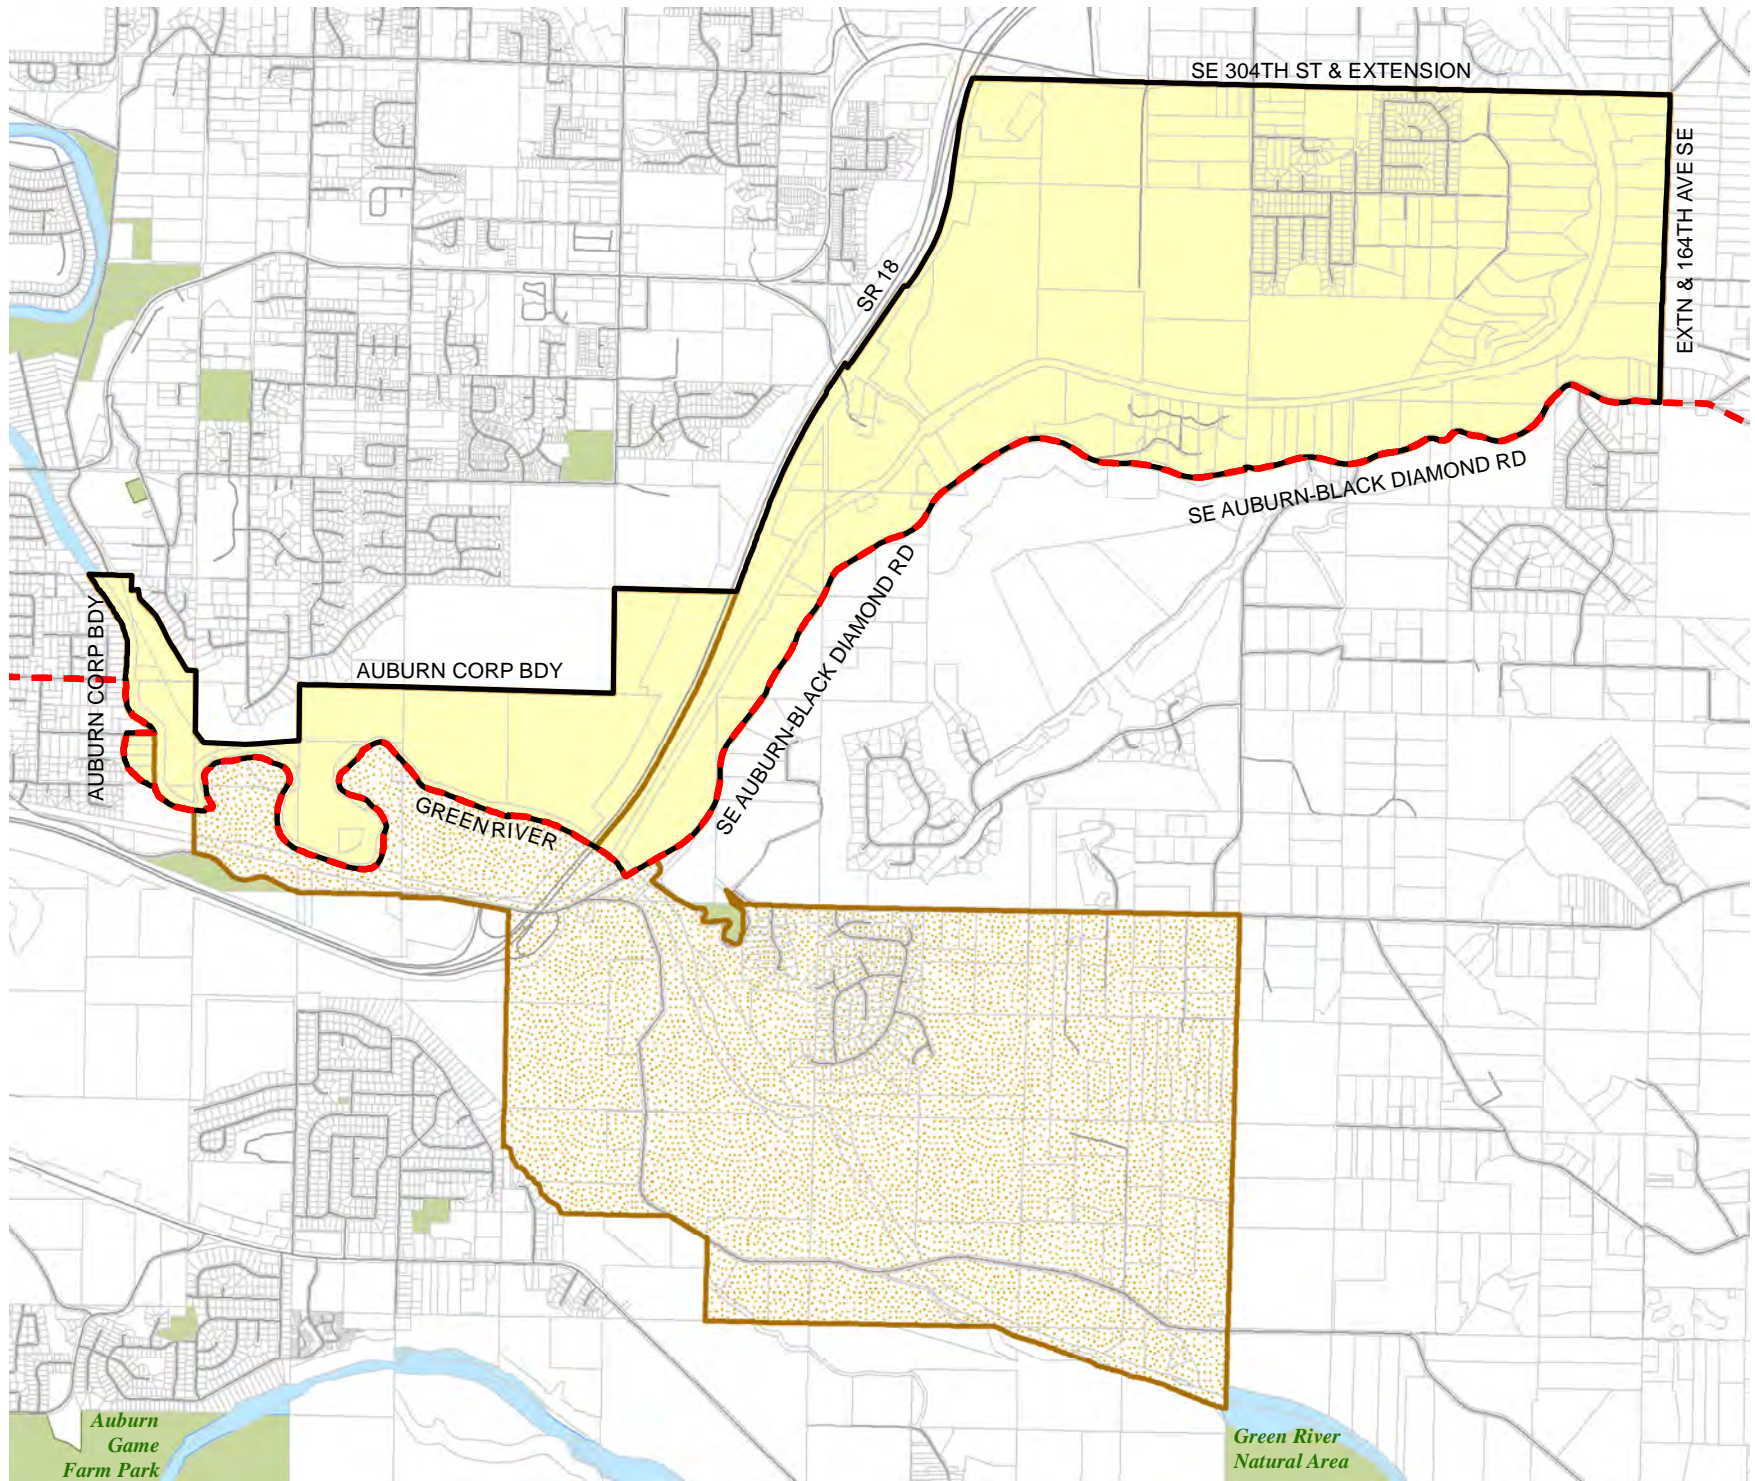 SE 304TH ST & EXTENSION
EXTN & 164TH AVE SE
SR 18
SE AUBURN-BLACK DIAMOND RD
SE AUBURN-BLACK DIAMOND RD
AUBURN CORP BDY
AUBURN CORP BDY
GREEN RIVER
Auburn
Game
Farm Park
Green River
Natural Area